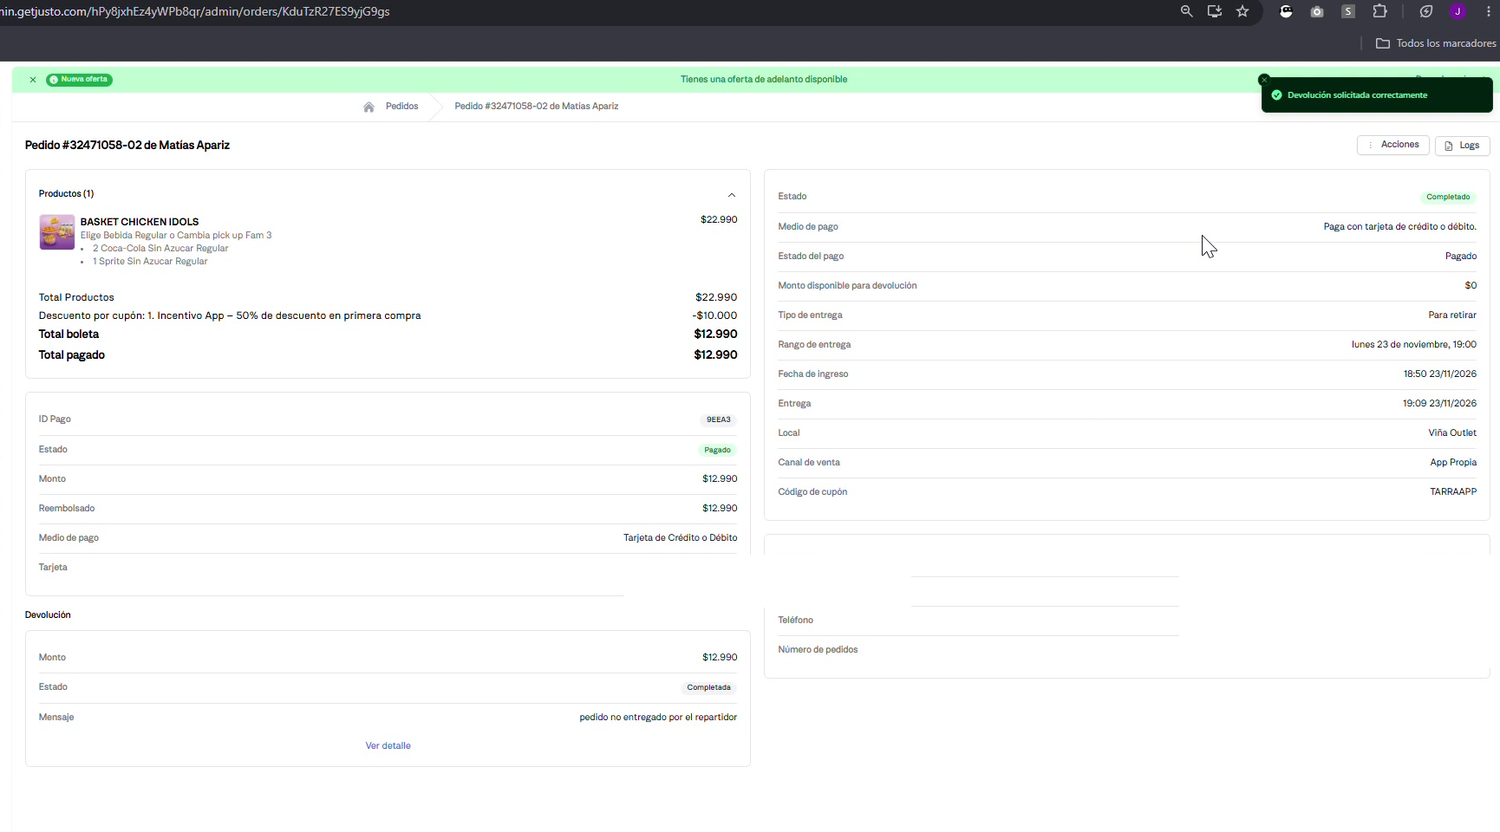 min.getjusto.com/hPy8jxhEz4yWPb8qr/admin/orders/KduTzR27ES9yjG9gs
S
J
Todos los marcadores
Nueva oferta
Tienes una oferta de adelanto disponible
Devolución solicitada correctamente
Pedidos
Pedido #32471058-02 de Matías Apariz
Pedido #32471058-02 de Matías Apariz
Acciones
Logs
Productos (1)
BASKET CHICKEN IDOLS $22.990
Elige Bebida Regular o Cambia pick up Fam 3
• 2 Coca-Cola Sin Azucar Regular
• 1 Sprite Sin Azucar Regular
Total Productos $22.990
Descuento por cupón: 1. Incentivo App – 50% de descuento en primera compra -$10.000
Total boleta $12.990
Total pagado $12.990
ID Pago 9EEA3
Estado Pagado
Monto $12.990
Reembolsado $12.990
Medio de pago Tarjeta de Crédito o Débito
Tarjeta
Devolución
Monto $12.990
Estado Completada
Mensaje pedido no entregado por el repartidor
Ver detalle
Estado Completado
Medio de pago Paga con tarjeta de crédito o débito.
Estado del pago Pagado
Monto disponible para devolución $0
Tipo de entrega Para retirar
Rango de entrega lunes 23 de noviembre, 19:00
Fecha de ingreso 18:50 23/11/2026
Entrega 19:09 23/11/2026
Local Viña Outlet
Canal de venta App Propia
Código de cupón TARRAAPP
Teléfono
Número de pedidos